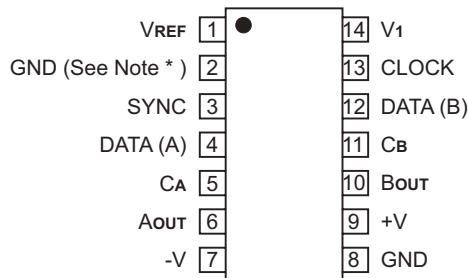 VREF 1 14 V1
GND (See Note * ) 2 13 CLOCK
SYNC 3 12 DATA (B)
DATA (A) 4 11 CB
CA 5 10 BOUT
AOUT 6 9 +V
-V 7 8 GND